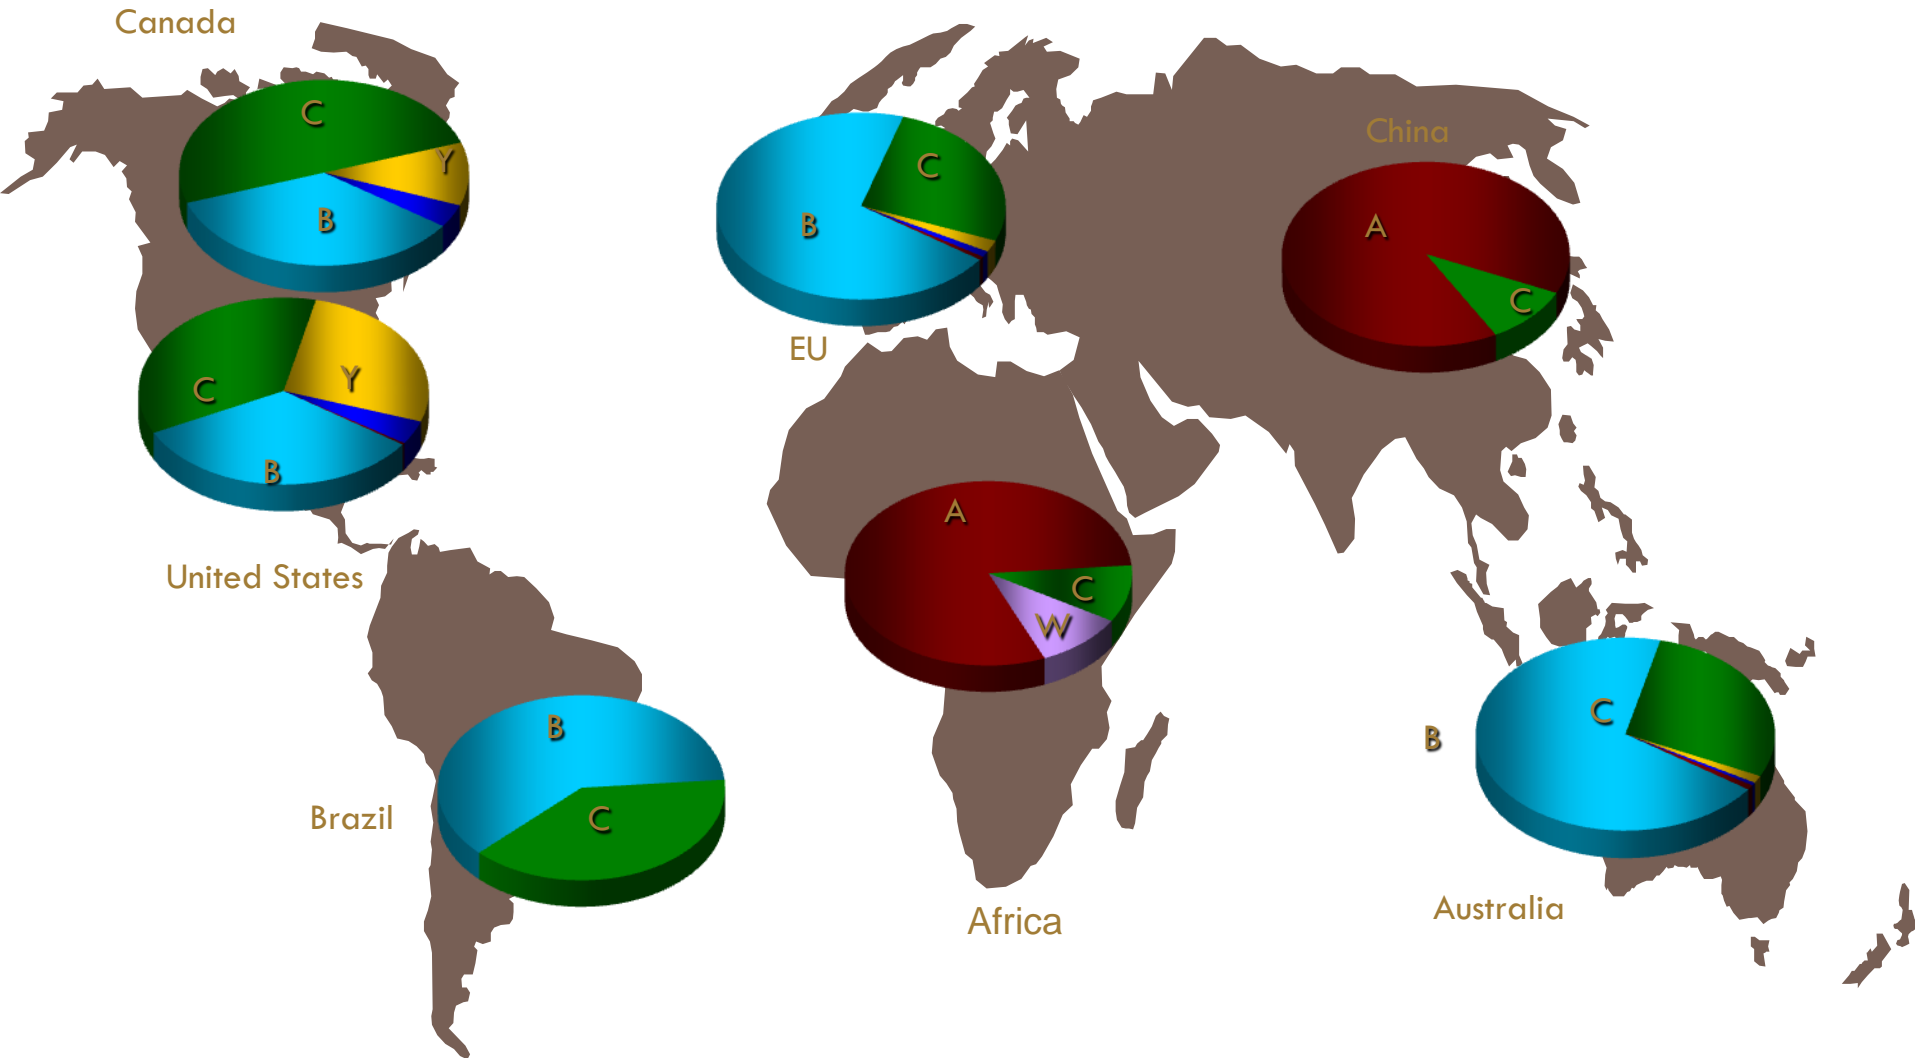 Canada
C
Y
B
C
Y
B
United States
B
C
Brazil
C
B
EU
A
C
W
Africa
China
A
C
C
B
Australia